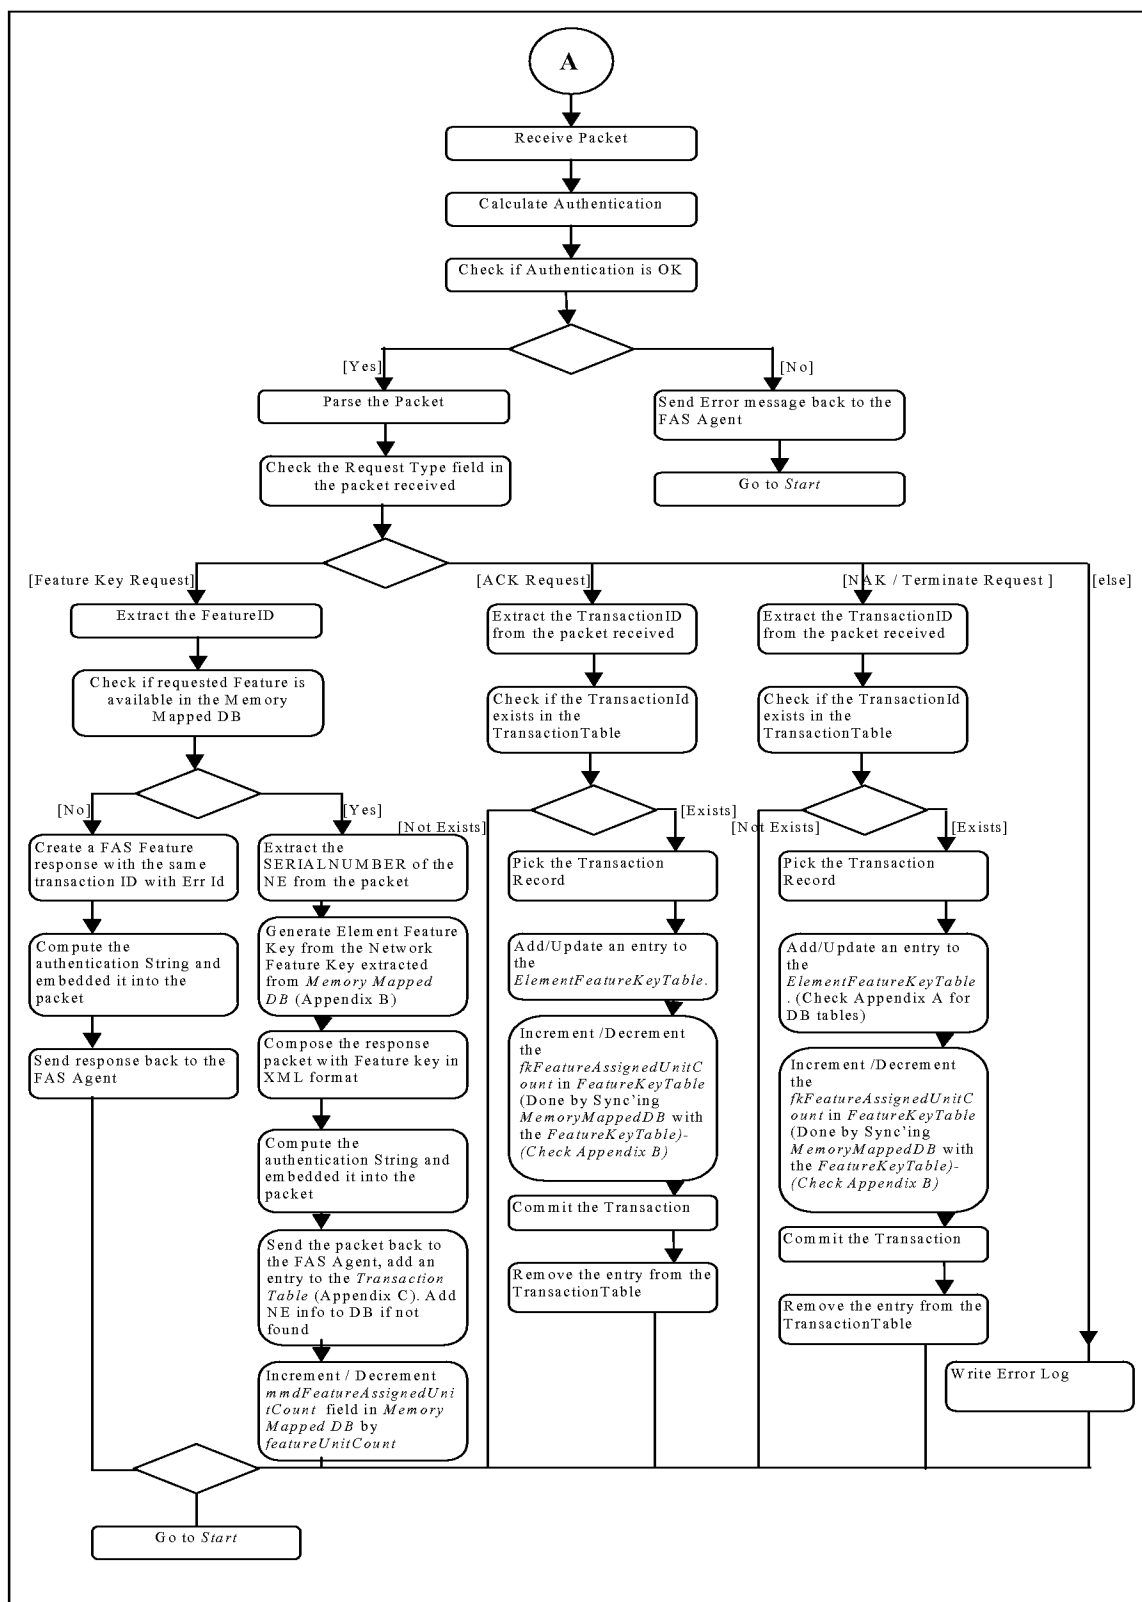 A
Receive Packet
Calculate Authentication
Check if Authentication is OK
[Yes]
[No]
Parse the Packet
Send Error message back to the
FAS Agent
Check the Request Type field in
the packet received
Go to Start
[Feature Key Request]
[ACK Request]
[NAK / Terminate Request ]
[else]
Extract the FeatureID
Extract the TransactionID
from the packet received
Extract the TransactionID
from the packet received
Check if requested Feature is
available in the Memory
Mapped DB
Check if the TransactionId
exists in the
TransactionTable
Check if the TransactionId
exists in the
TransactionTable
[No]
[Yes]
[Not Exists]
[Exists]
[Not Exists]
[Exists]
Create a FAS Feature
response with the same
transaction ID with Err Id
Extract the
SERIALNUMBER of the
NE from the packet
Pick the Transaction
Record
Pick the Transaction
Record
Compute the
authentication String and
embedded it into the
packet
Generate Element Feature
Key from the Network
Feature Key extracted
from Memory Mapped
DB (Appendix B)
Add/Update an entry to
the
ElementFeatureKeyTable.
Add/Update an entry to
the
ElementFeatureKeyTable
. (Check Appendix A for
DB tables)
Send response back to the
FAS Agent
Compose the response
packet with Feature key in
XML format
Increment /Decrement
the
fkFeatureAssignedUnitC
ount in FeatureKeyTable
(Done by Sync'ing
MemoryMappedDB with
the FeatureKeyTable)-
(Check Appendix B)
Increment /Decrement
the
fkFeatureAssignedUnitC
ount in FeatureKeyTable
(Done by Sync'ing
MemoryMappedDB with
the FeatureKeyTable)-
(Check Appendix B)
Compute the
authentication String and
embedded it into the
packet
Commit the Transaction
Commit the Transaction
Send the packet back to
the FAS Agent, add an
entry to the Transaction
Table (Appendix C). Add
NE info to DB if not
found
Remove the entry from the
TransactionTable
Remove the entry from the
TransactionTable
Increment / Decrement
mmdFeatureAssignedUni
tCount field in Memory
Mapped DB by
featureUnitCount
Write Error Log
Go to Start